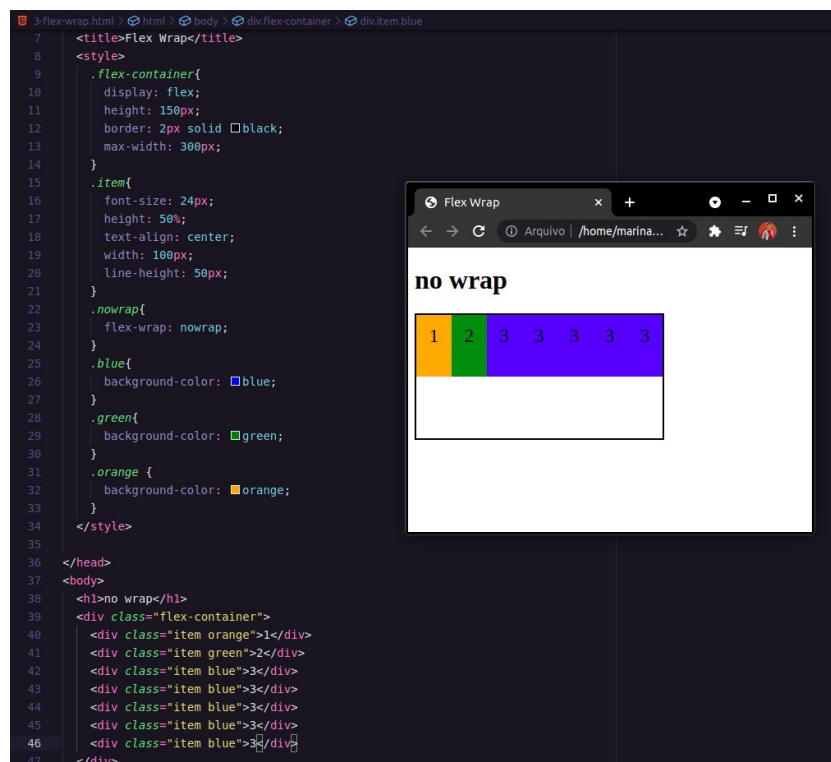 3-flex-wrap.html > html > body > div.flex-container > div.item.blue
7 <title>Flex Wrap</title>
8 <style>
9 .flex-container{
10 display: flex;
11 height: 150px;
12 border: 2px solid black;
13 max-width: 300px;
14 }
15 .item{
16 font-size: 24px;
17 height: 50%;
18 text-align: center;
19 width: 100px;
20 line-height: 50px;
21 }
22 .nowrap{
23 flex-wrap: nowrap;
24 }
25 .blue{
26 background-color: blue;
27 }
28 .green{
29 background-color: green;
30 }
31 .orange {
32 background-color: orange;
33 }
34 </style>
35
36 </head>
37 <body>
38 <h1>no wrap</h1>
39 <div class="flex-container">
40 <div class="item orange">1</div>
41 <div class="item green">2</div>
42 <div class="item blue">3</div>
43 <div class="item blue">3</div>
44 <div class="item blue">3</div>
45 <div class="item blue">3</div>
46 <div class="item blue">3</div>
47 </div>
Flex Wrap
Arquivo | /home/marina...
no wrap
1 2 3 3 3 3 3